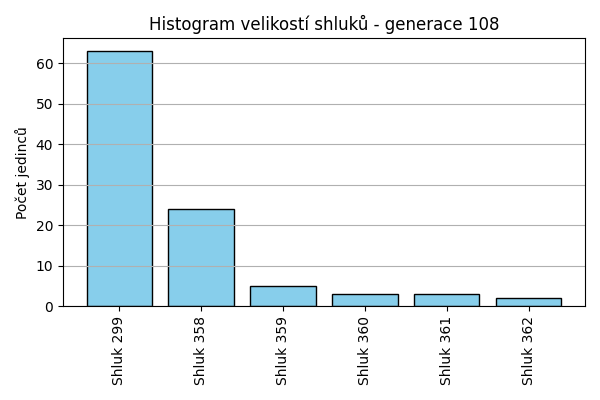 Histogram velikostí shluků - generace 108
Počet jedinců
60
50
40
30
20
10
0
Shluk 299
Shluk 358
Shluk 359
Shluk 360
Shluk 361
Shluk 362